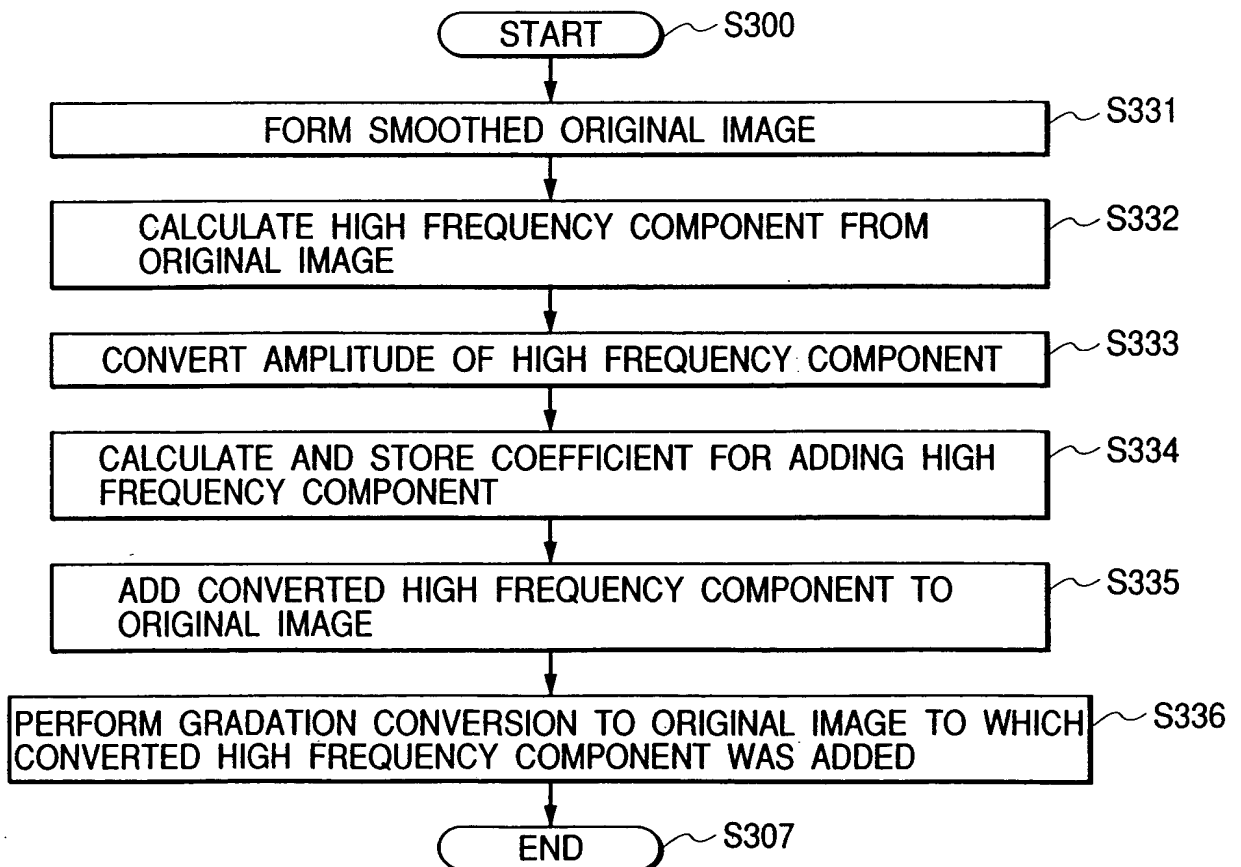 START
S300
FORM SMOOTHED ORIGINAL IMAGE
S331
CALCULATE HIGH FREQUENCY COMPONENT FROM
ORIGINAL IMAGE
S332
CONVERT AMPLITUDE OF HIGH FREQUENCY COMPONENT
S333
CALCULATE AND STORE COEFFICIENT FOR ADDING HIGH
FREQUENCY COMPONENT
S334
ADD CONVERTED HIGH FREQUENCY COMPONENT TO
ORIGINAL IMAGE
S335
PERFORM GRADATION CONVERSION TO ORIGINAL IMAGE TO WHICH
CONVERTED HIGH FREQUENCY COMPONENT WAS ADDED
S336
END
S307